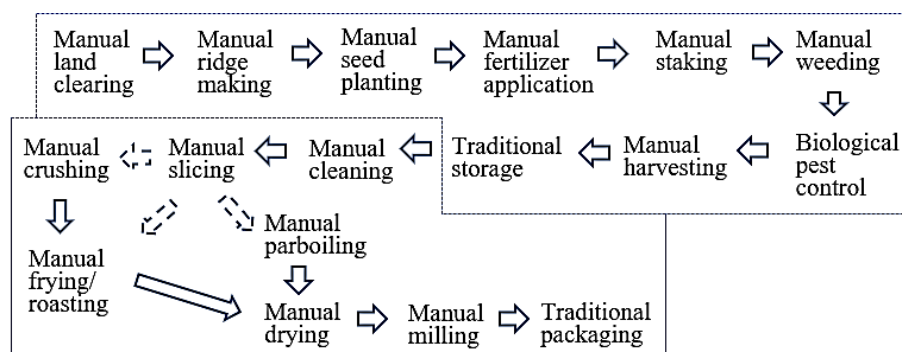 Manual
land
clearing
Manual
ridge
making
Manual
seed
planting
Manual
fertilizer
application
Manual
staking
Manual
weeding
Biological
pest
control
Manual
harvesting
Traditional
storage
Manual
cleaning
Manual
slicing
Manual
crushing
Manual
frying/
roasting
Manual
parboiling
Manual
drying
Manual
milling
Traditional
packaging